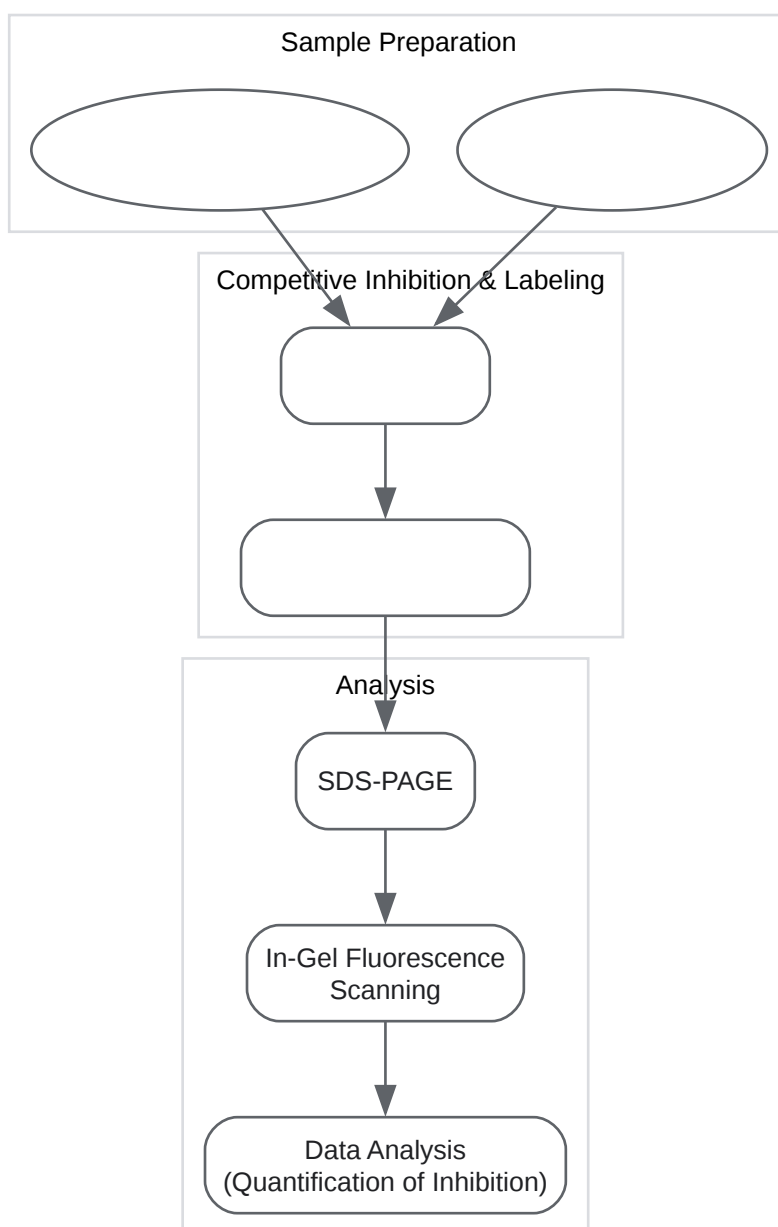 Sample Preparation
Competitive Inhibition & Labeling
Analysis
SDS-PAGE
In-Gel Fluorescence
Scanning
Data Analysis
(Quantification of Inhibition)